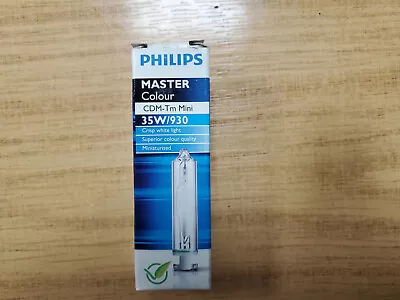 PHILIPS
MASTER
Colour
CDM-Tm Mini
35W/930
Crisp white light
Superior colour quality
Miniaturised